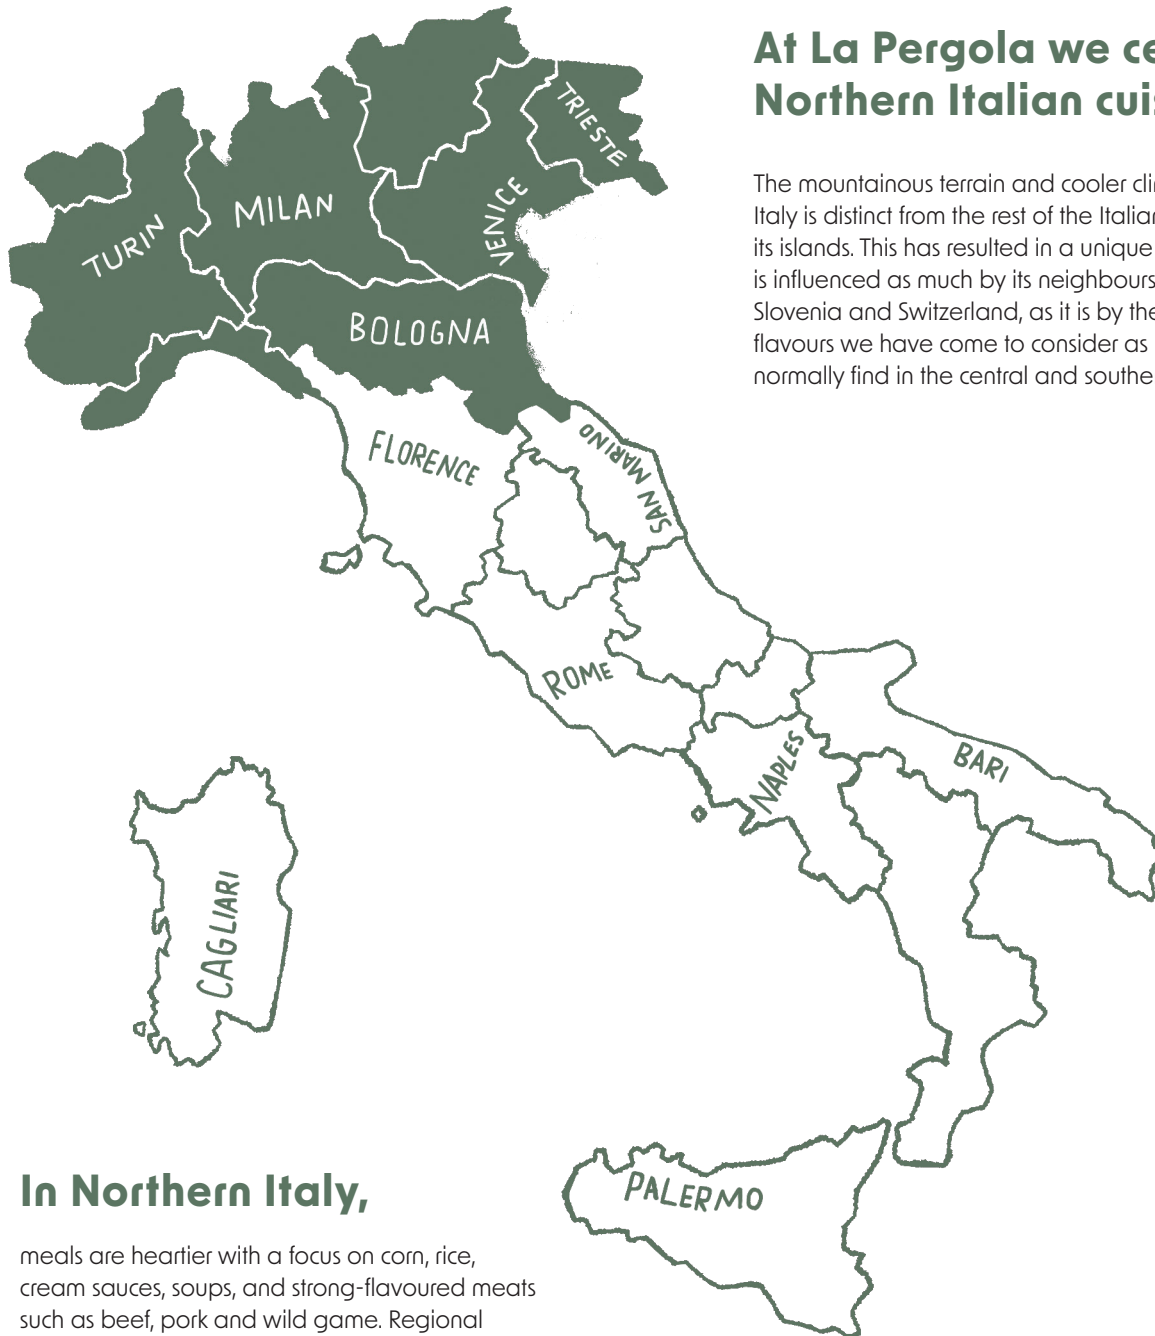 At La Pergola we ce
Northern Italian cuis
The mountainous terrain and cooler clir
Italy is distinct from the rest of the Italian
its islands. This has resulted in a unique
is influenced as much by its neighbours
Slovenia and Switzerland, as it is by the
flavours we have come to consider as
normally find in the central and southe
TRIESTE
MILAN
VENICE
TURIN
BOLOGNA
FLORENCE
SAN MARINO
ROME
NAPLES
BARI
CAGLIARI
PALERMO
In Northern Italy,
meals are heartier with a focus on corn, rice,
cream sauces, soups, and strong-flavoured meats
such as beef, pork and wild game. Regional